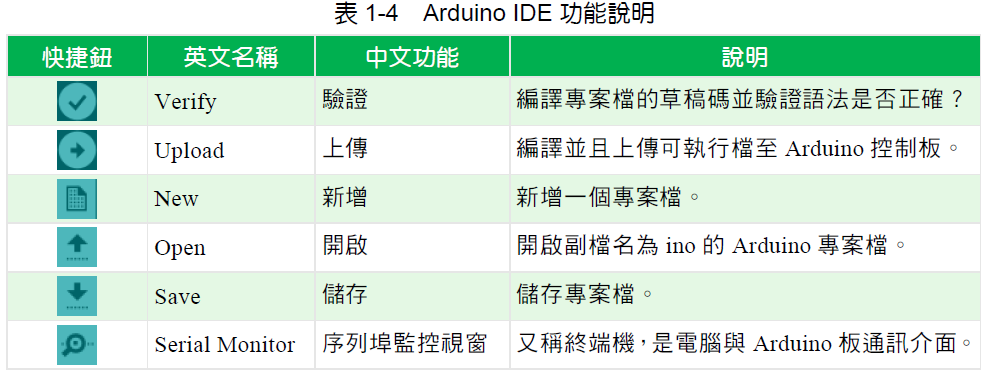 表 1-4 Arduino IDE 功能說明
快捷鈕 英文名稱 中文功能 說明
Verify 驗證 編譯專案檔的草稿碼並驗證語法是否正確？
Upload 上傳 編譯並且上傳可執行檔至 Arduino 控制板。
New 新增 新增一個專案檔。
Open 開啟 開啟副檔名為 ino 的 Arduino 專案檔。
Save 儲存 儲存專案檔。
Serial Monitor 序列埠監控視窗 又稱終端機，是電腦與 Arduino 板通訊介面。